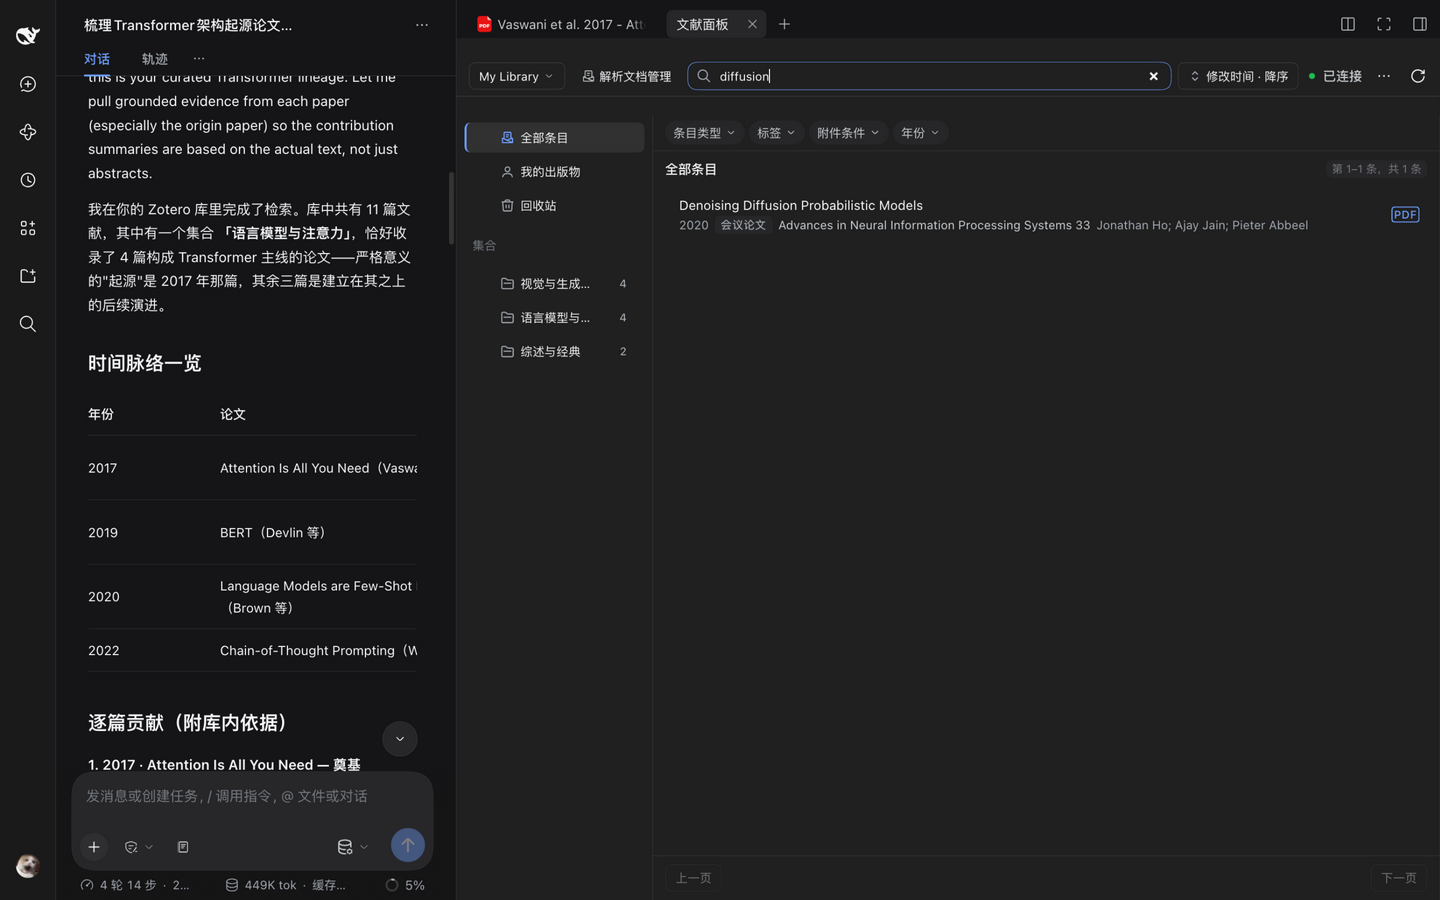 梳理 Transformer 架构起源论文...
对话
轨迹
this is your curated Transformer lineage. Let me
pull grounded evidence from each paper
(especially the origin paper) so the contribution
summaries are based on the actual text, not just
abstracts.
我在你的 Zotero 库里完成了检索。库中共有 11 篇文
献，其中有一个集合「语言模型与注意力」，恰好收
录了 4 篇构成 Transformer 主线的论文——严格意义
的"起源"是 2017 年那篇，其余三篇是建立在其之上
的后续演进。
时间脉络一览
年份
论文
2017
Attention Is All You Need（Vaswa
2019
BERT（Devlin 等）
2020
Language Models are Few-Shot
（Brown 等）
2022
Chain-of-Thought Prompting（W
逐篇贡献（附库内依据）
1. 2017 · Attention Is All You Need — 奠基
发消息或创建任务, / 调用指令, @ 文件或对话
4 轮 14 步 · 2...
449K tok · 缓存...
5%
PDF
Vaswani et al. 2017 - Att
文献面板
My Library
解析文档管理
diffusion
修改时间 · 降序
已连接
全部条目
我的出版物
回收站
集合
视觉与生成...
4
语言模型与...
4
综述与经典
2
条目类型
标签
附件条件
年份
全部条目
第 1–1 条，共 1 条
Denoising Diffusion Probabilistic Models
2020
会议论文
Advances in Neural Information Processing Systems 33
Jonathan Ho; Ajay Jain; Pieter Abbeel
PDF
上一页
下一页